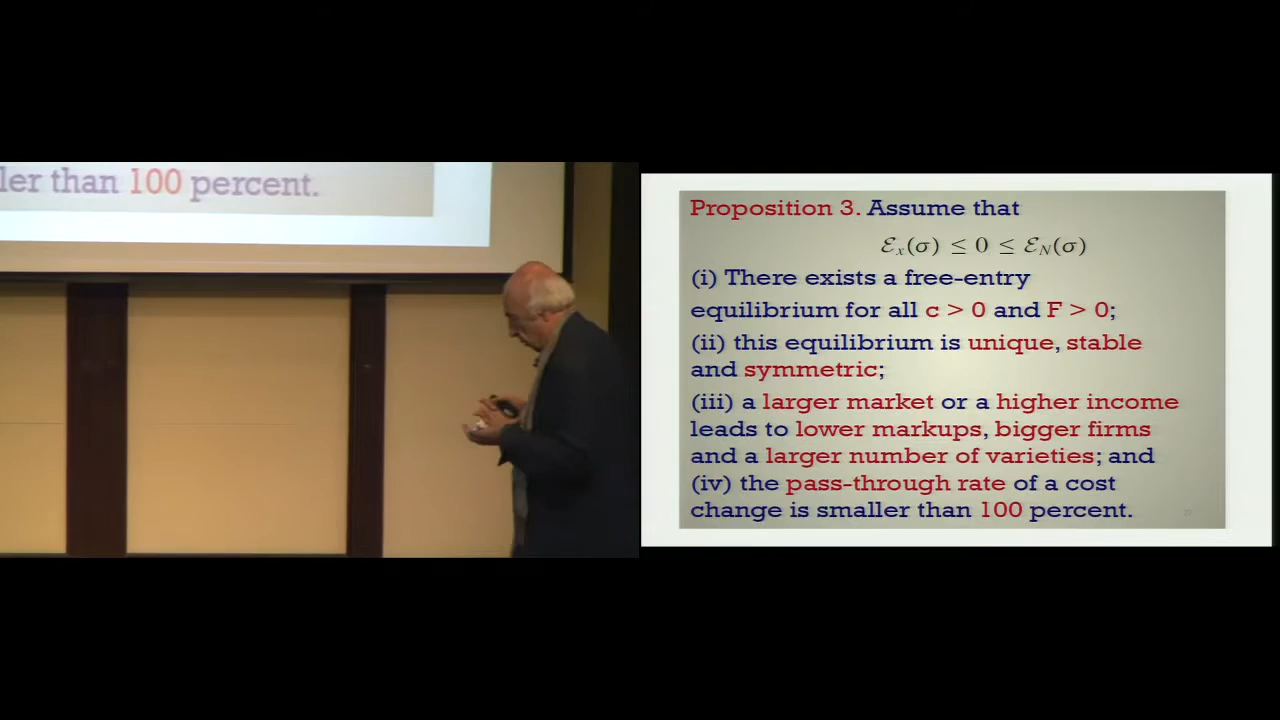 ler than 100 percent.
Proposition 3. Assume that
ℰₓ(σ) ≤ 0 ≤ ℰ_N(σ)
(i) There exists a free-entry
equilibrium for all c > 0 and F > 0;
(ii) this equilibrium is unique, stable
and symmetric;
(iii) a larger market or a higher income
leads to lower markups, bigger firms
and a larger number of varieties; and
(iv) the pass-through rate of a cost
change is smaller than 100 percent.